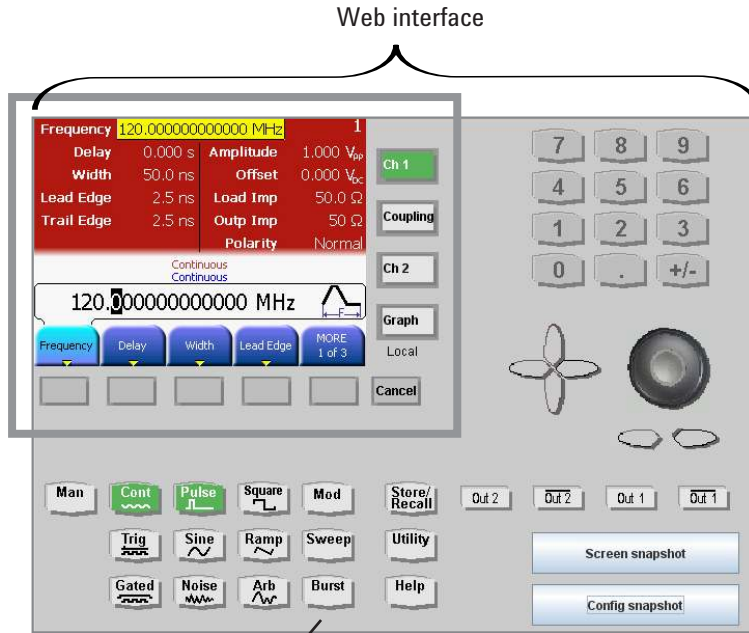 Web interface
Frequency 120.000000000000 MHz 1
Delay 0.000 s Amplitude 1.000 Vpp
Width 50.0 ns Offset 0.000 VDC
Lead Edge 2.5 ns Load Imp 50.0 Ω
Trail Edge 2.5 ns Outp Imp 50 Ω
Polarity Normal
Continuous
Continuous
120.000000000000 MHz
F
Frequency Delay Width Lead Edge MORE
1 of 3
Ch 1
Coupling
Ch 2
Graph
Local
Cancel
7 8 9
4 5 6
1 2 3
0 . +/-
Man Cont Pulse Square Mod Store/
Recall
Out 2 Out 2 Out 1 Out 1
Trig Sine Ramp Sweep Utility
Screen snapshot
Gated Noise Arb Burst Help
Config snapshot